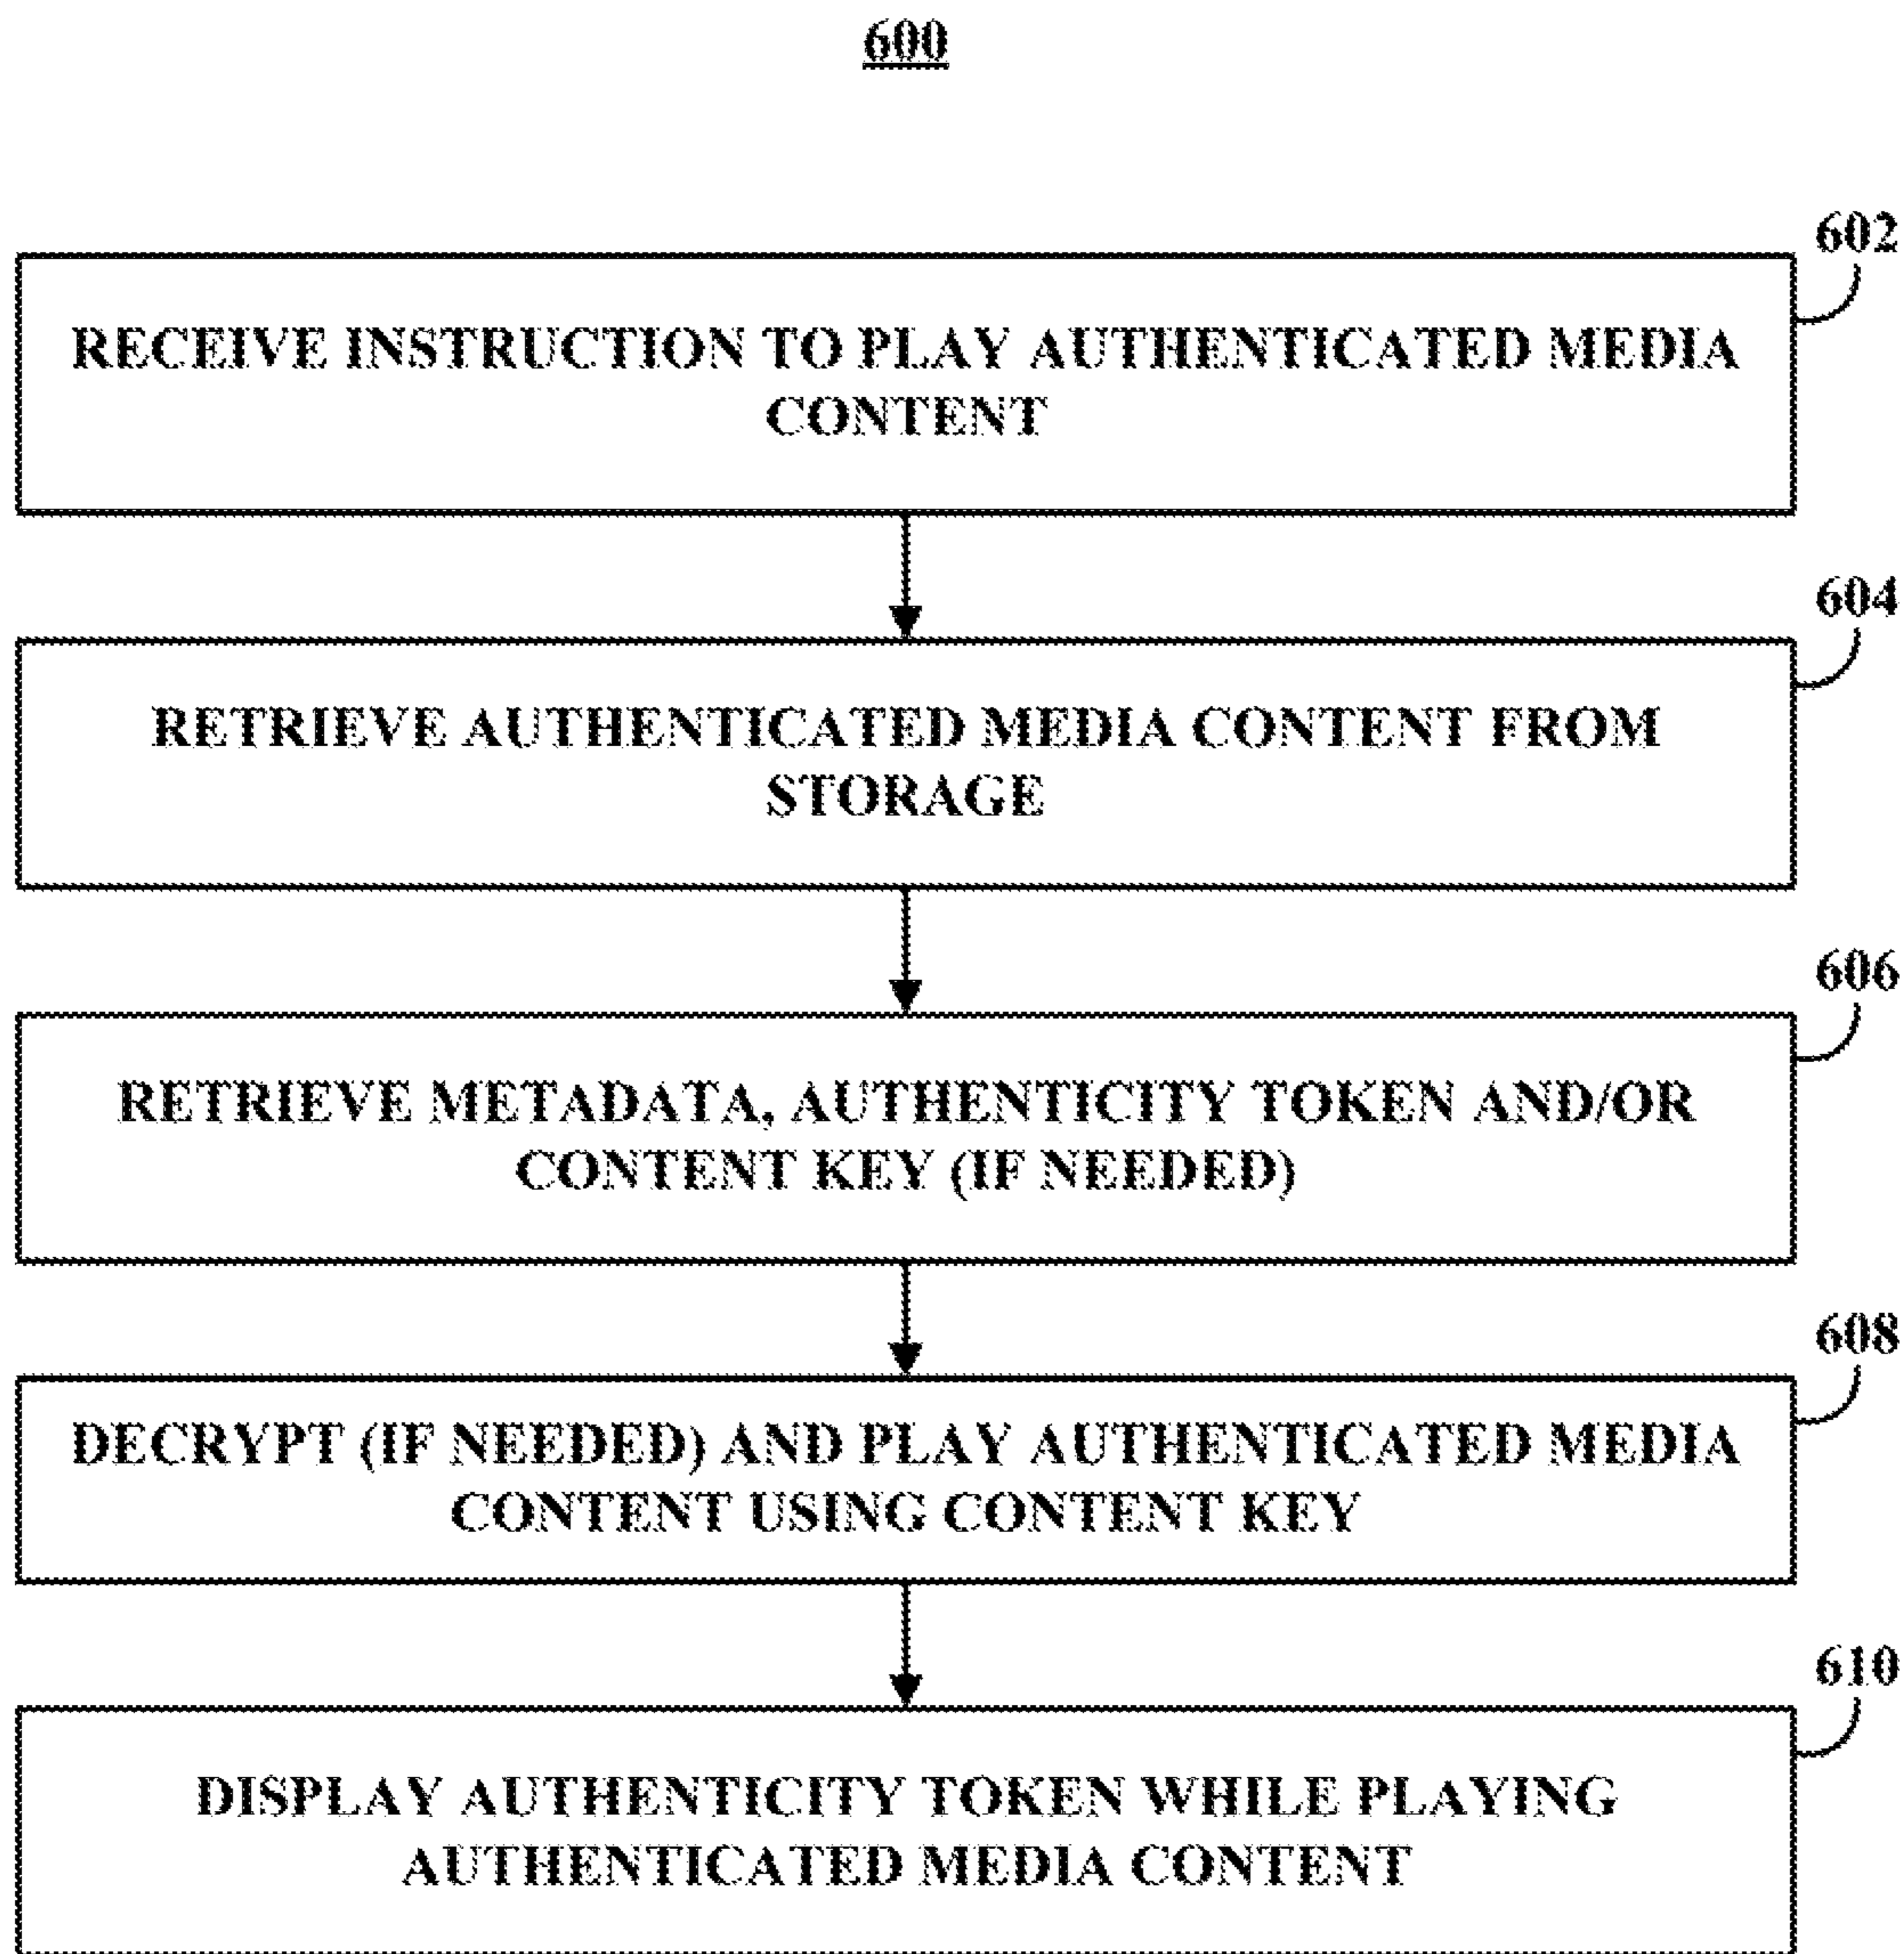 600
602
RECEIVE INSTRUCTION TO PLAY AUTHENTICATED MEDIA
CONTENT
604
RETRIEVE AUTHENTICATED MEDIA CONTENT FROM
STORAGE
606
RETRIEVE METADATA, AUTHENTICITY TOKEN AND/OR
CONTENT KEY (IF NEEDED)
608
DECRYPT (IF NEEDED) AND PLAY AUTHENTICATED MEDIA
CONTENT USING CONTENT KEY
610
DISPLAY AUTHENTICITY TOKEN WHILE PLAYING
AUTHENTICATED MEDIA CONTENT